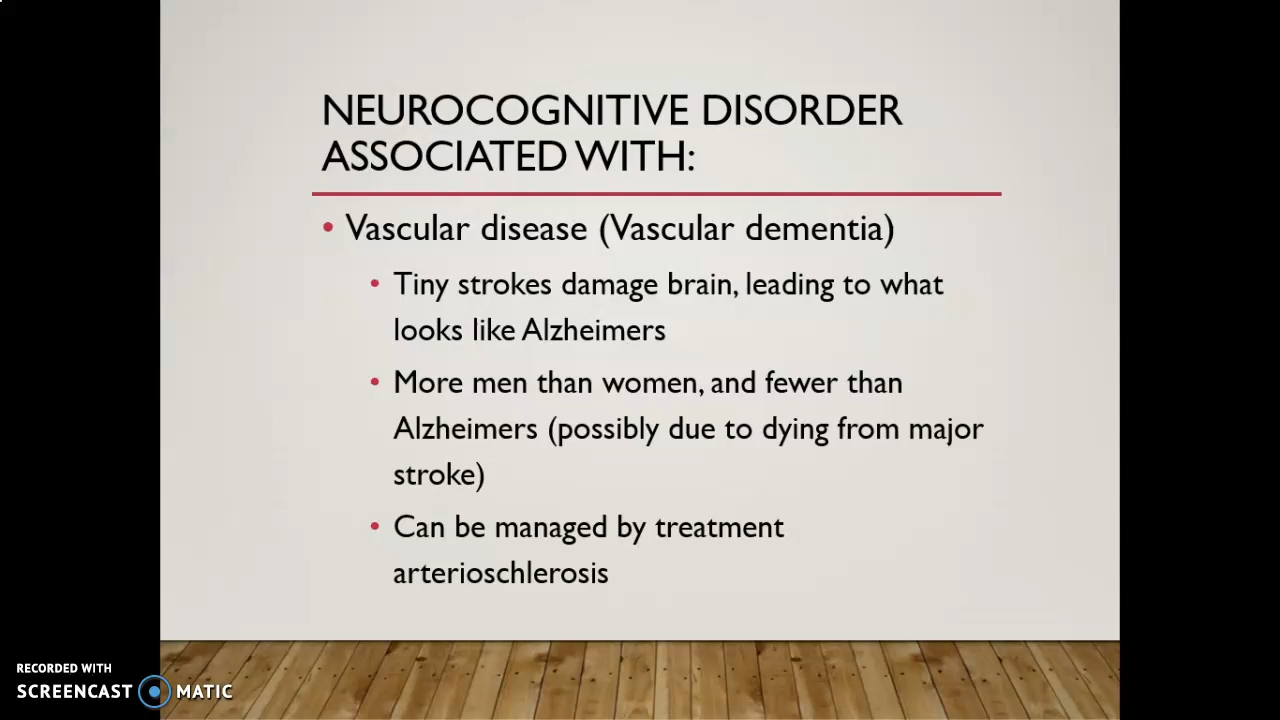 NEUROCOGNITIVE DISORDER
ASSOCIATED WITH:
• Vascular disease (Vascular dementia)
• Tiny strokes damage brain, leading to what
looks like Alzheimers
• More men than women, and fewer than
Alzheimers (possibly due to dying from major
stroke)
• Can be managed by treatment
arterioschlerosis
RECORDED WITH
SCREENCAST MATIC